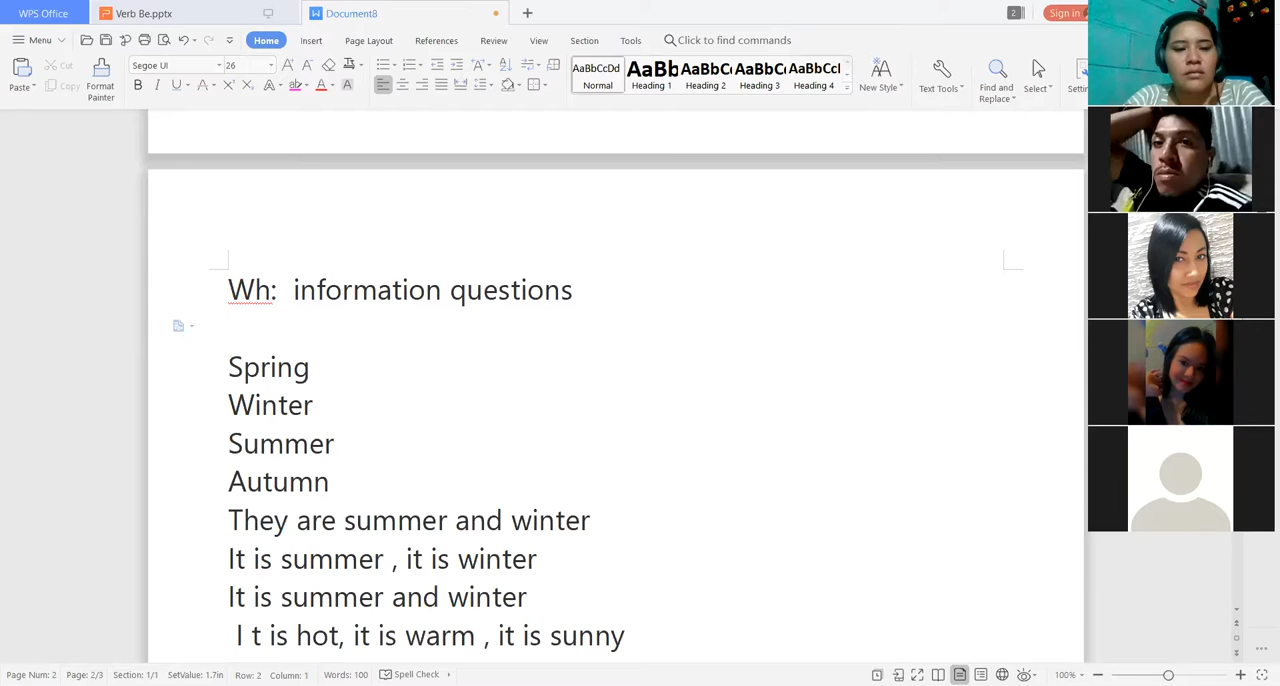 WPS Office
Verb Be.pptx
Document8
+
2
Sign in
Menu
Home
Insert
Page Layout
References
Review
View
Section
Tools
Click to find commands
Paste
Cut
Copy
Format Painter
Segoe UI
26
AaBbCcDd
Normal
AaBb
Heading 1
AaBbC
Heading 2
AaBbC
Heading 3
AaBbCcI
Heading 4
New Style
Text Tools
Find and Replace
Select
Wh:  information questions
Spring
Winter
Summer
Autumn
They are summer and winter
It is summer , it is winter
It is summer and winter
I t is hot, it is warm , it is sunny
Page Num: 2 Page: 2/3 Section: 1/1 SetValue: 1.7in Row: 2 Column: 1 Words: 100 Spell Check 100%